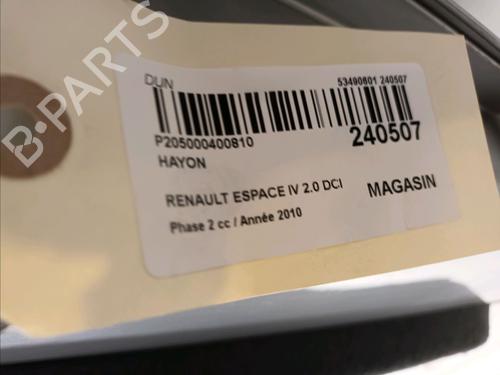 DUN
53490801 240507
P205000400810
240507
HAYON
RENAULT ESPACE IV 2.0 DCI
MAGASIN
Phase 2 cc / Année 2010
B-PARTS